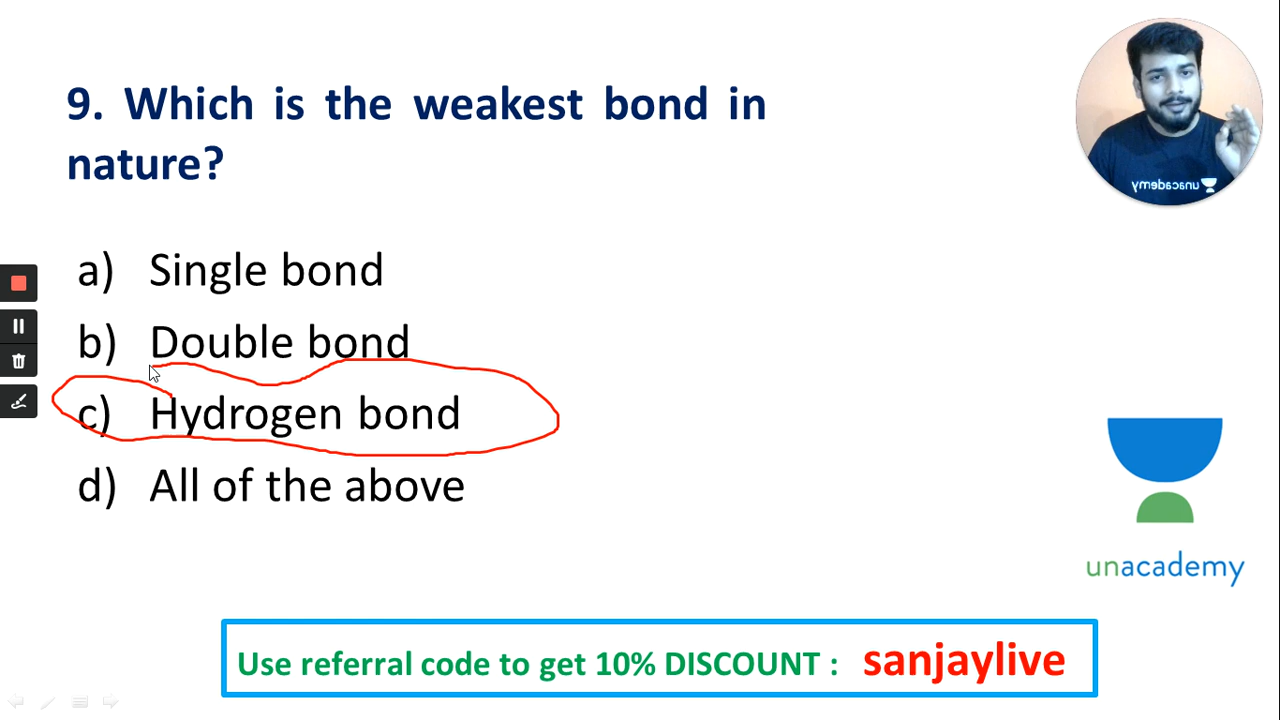 9. Which is the weakest bond in
nature?
a) Single bond
b) Double bond
c) Hydrogen bond
d) All of the above
unacademy
unacademy
Use referral code to get 10% DISCOUNT : sanjaylive